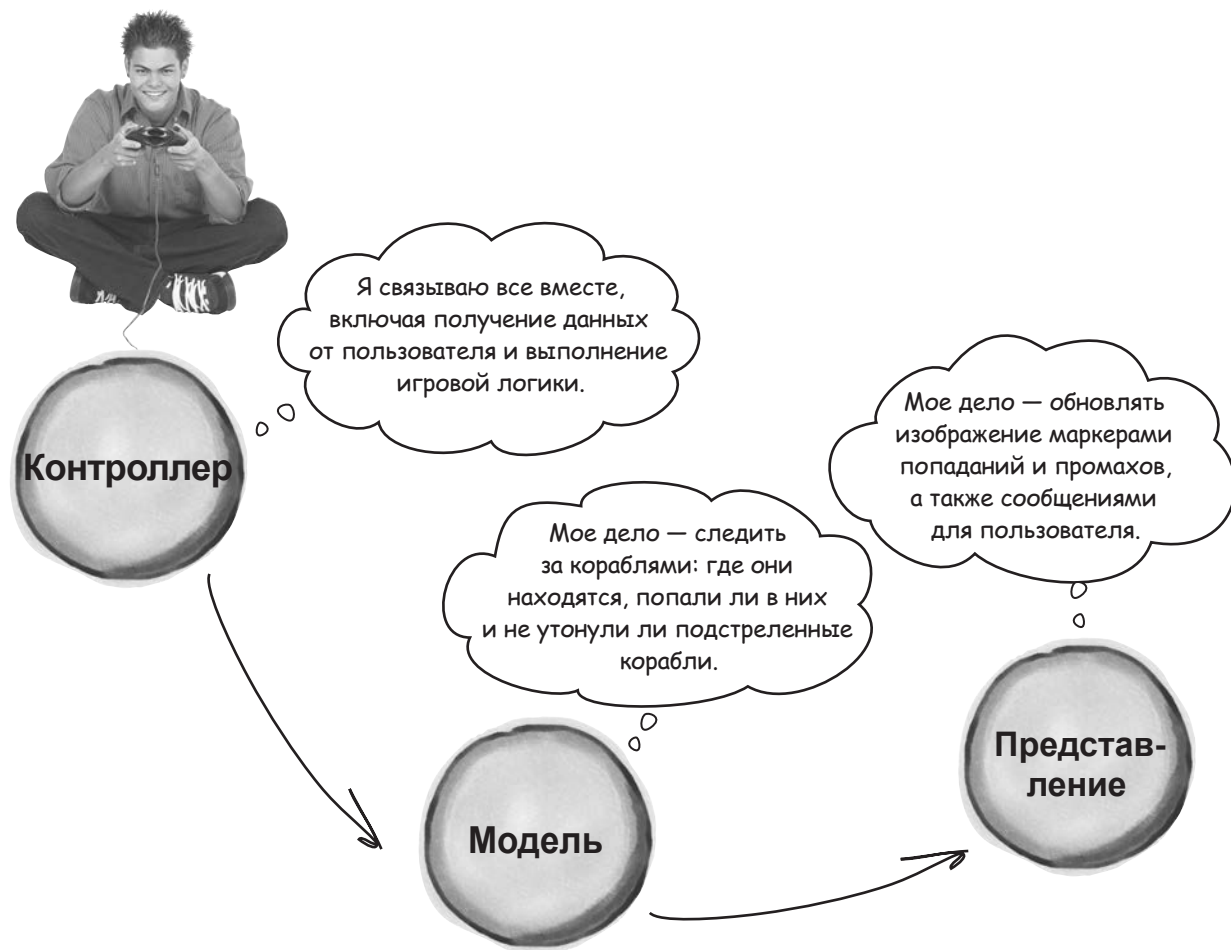 Я связываю все вместе,
включая получение данных
от пользователя и выполнение
игровой логики.
Контроллер
Мое дело — обновлять
изображение маркерами
попаданий и промахов,
а также сообщениями
для пользователя.
Мое дело — следить
за кораблями: где они
находятся, попали ли в них
и не утонули ли подстреленные
корабли.
Представ-
ление
Модель